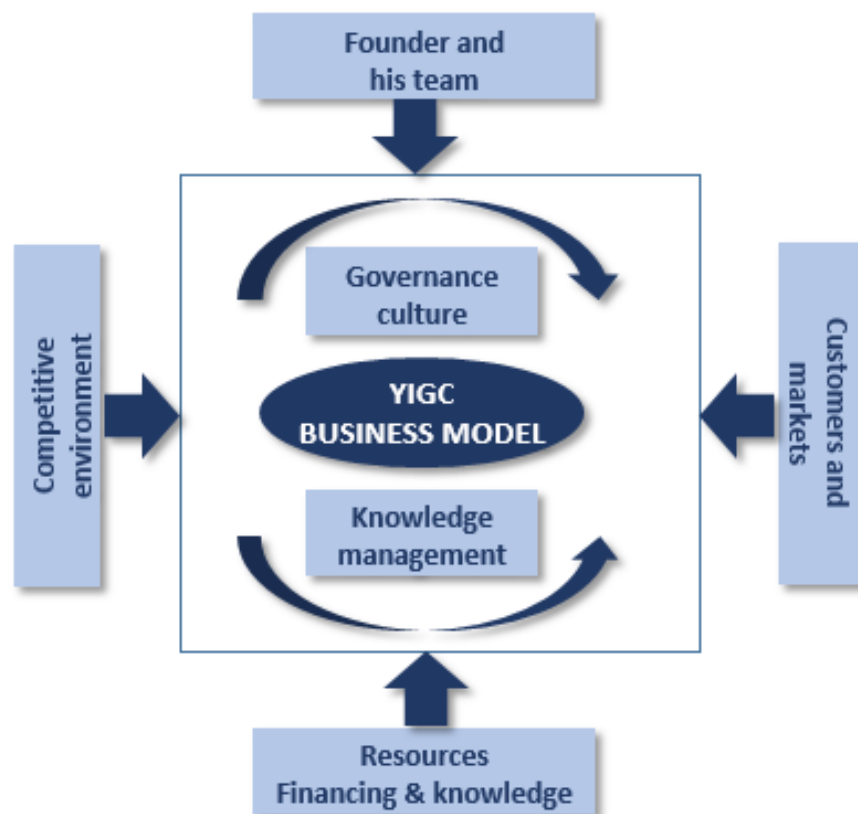 Founder and
his team
Governance
culture
Competitive
environment
YIGC
BUSINESS MODEL
Customers and
markets
Knowledge
management
Resources
Financing & knowledge